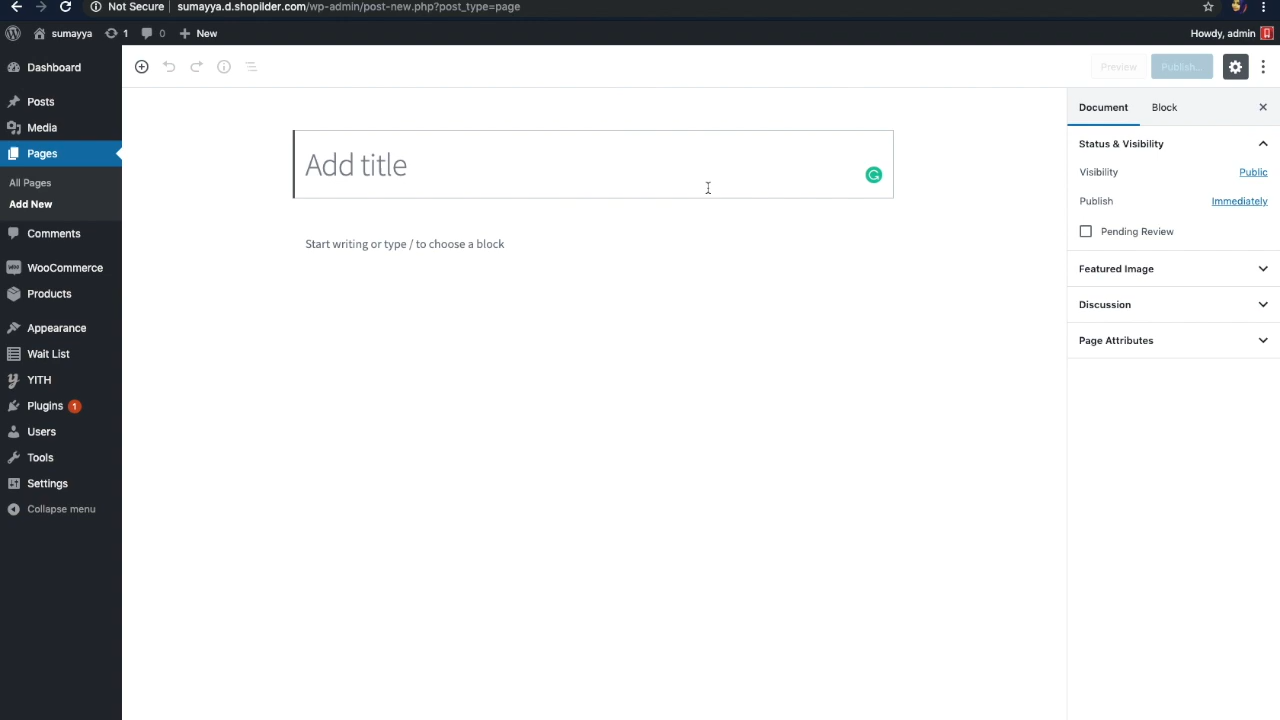 Not Secure | sumayya.d.shopilder.com/wp-admin/post-new.php?post_type=page
sumayya 1 0 New Howdy, admin
Preview Publish...
Dashboard
Posts
Media
Pages
All Pages
Add New
Comments
WooCommerce
Products
Appearance
Wait List
YITH
Plugins 1
Users
Tools
Settings
Collapse menu
Add title
Start writing or type / to choose a block
Document Block
Status & Visibility
Visibility Public
Publish Immediately
Pending Review
Featured Image
Discussion
Page Attributes